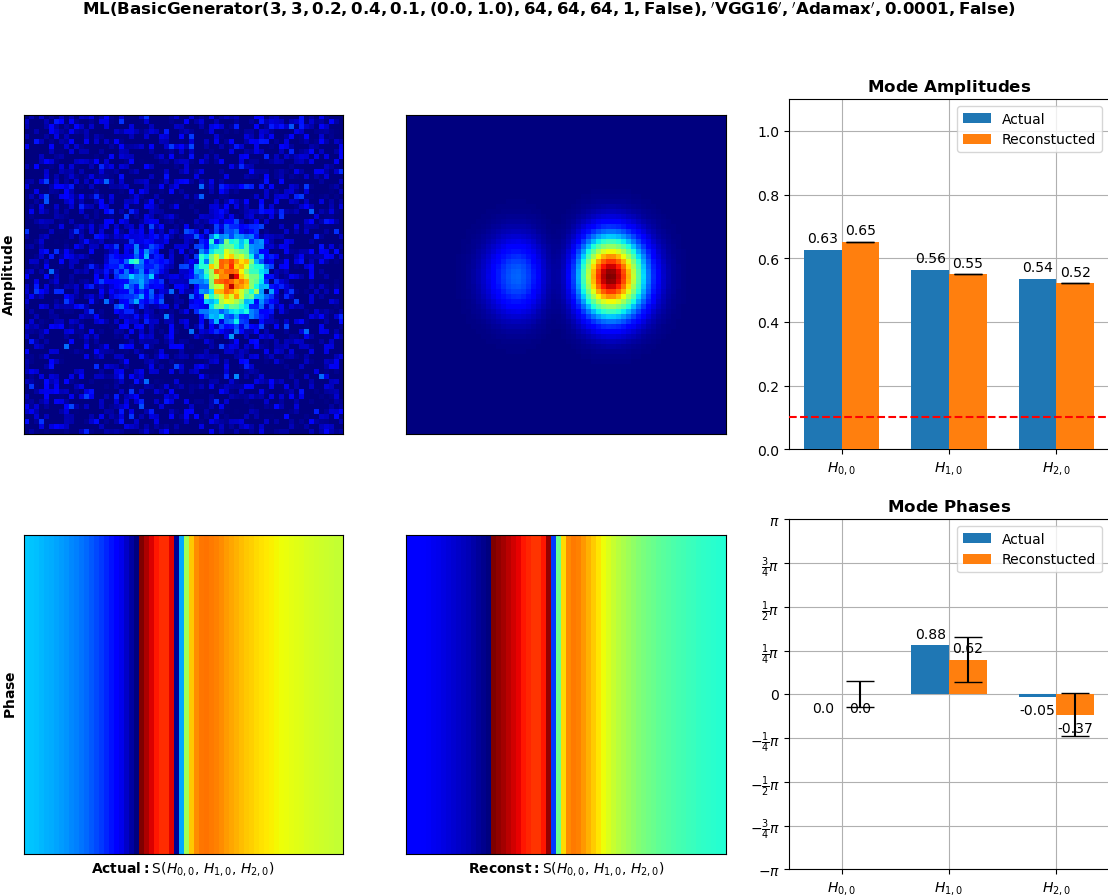 ML(BasicGenerator(3, 3, 0.2, 0.4, 0.1, (0.0, 1.0), 64, 64, 64, 1, False), ′VGG16′, ′Adamax′, 0.0001, False)
Mode Amplitudes
Actual
Reconstucted
1.0
0.8
0.6
0.4
0.2
0.0
0.63
0.65
0.56
0.55
0.54
0.52
H0,0
H1,0
H2,0
Amplitude
Mode Phases
Actual
Reconstucted
π
3/4π
1/2π
1/4π
0
−1/4π
−1/2π
−3/4π
−π
0.0
0.0
0.88
0.62
-0.05
-0.37
H0,0
H1,0
H2,0
Phase
Actual: S(H0,0, H1,0, H2,0)
Reconst: S(H0,0, H1,0, H2,0)